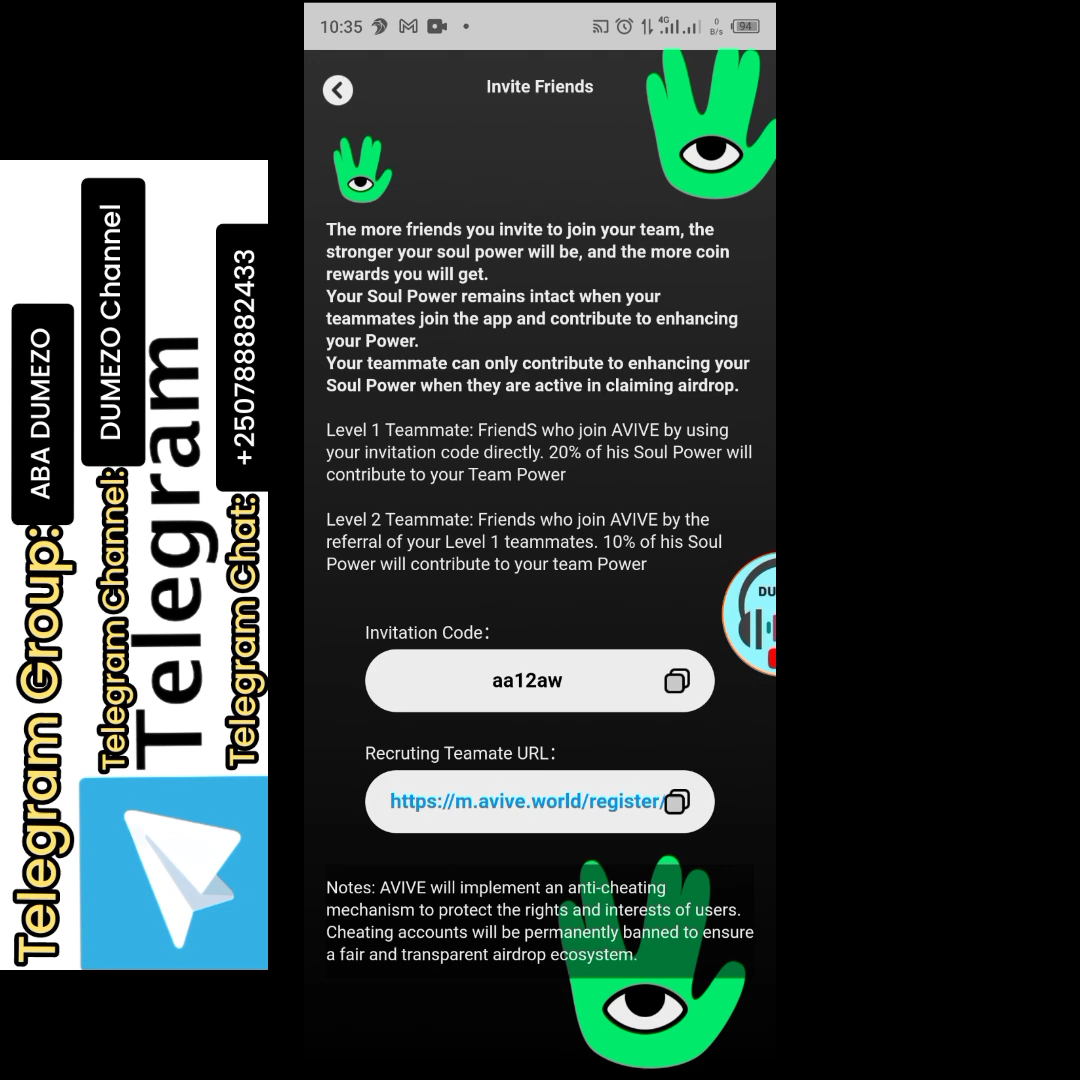 10:35
4G
0
B/s
94
Invite Friends
The more friends you invite to join your team, the
stronger your soul power will be, and the more coin
rewards you will get.
Your Soul Power remains intact when your
teammates join the app and contribute to enhancing
your Power.
Your teammate can only contribute to enhancing your
Soul Power when they are active in claiming airdrop.
Level 1 Teammate: FriendS who join AVIVE by using
your invitation code directly. 20% of his Soul Power will
contribute to your Team Power
Level 2 Teammate: Friends who join AVIVE by the
referral of your Level 1 teammates. 10% of his Soul
Power will contribute to your team Power
DU
Invitation Code:
aa12aw
Recruting Teamate URL:
https://m.avive.world/register/
Notes: AVIVE will implement an anti-cheating
mechanism to protect the rights and interests of users.
Cheating accounts will be permanently banned to ensure
a fair and transparent airdrop ecosystem.
Telegram Group: ABA DUMEZO
Telegram Channel: DUMEZO Channel
Telegram
Telegram Chat: +250788882433